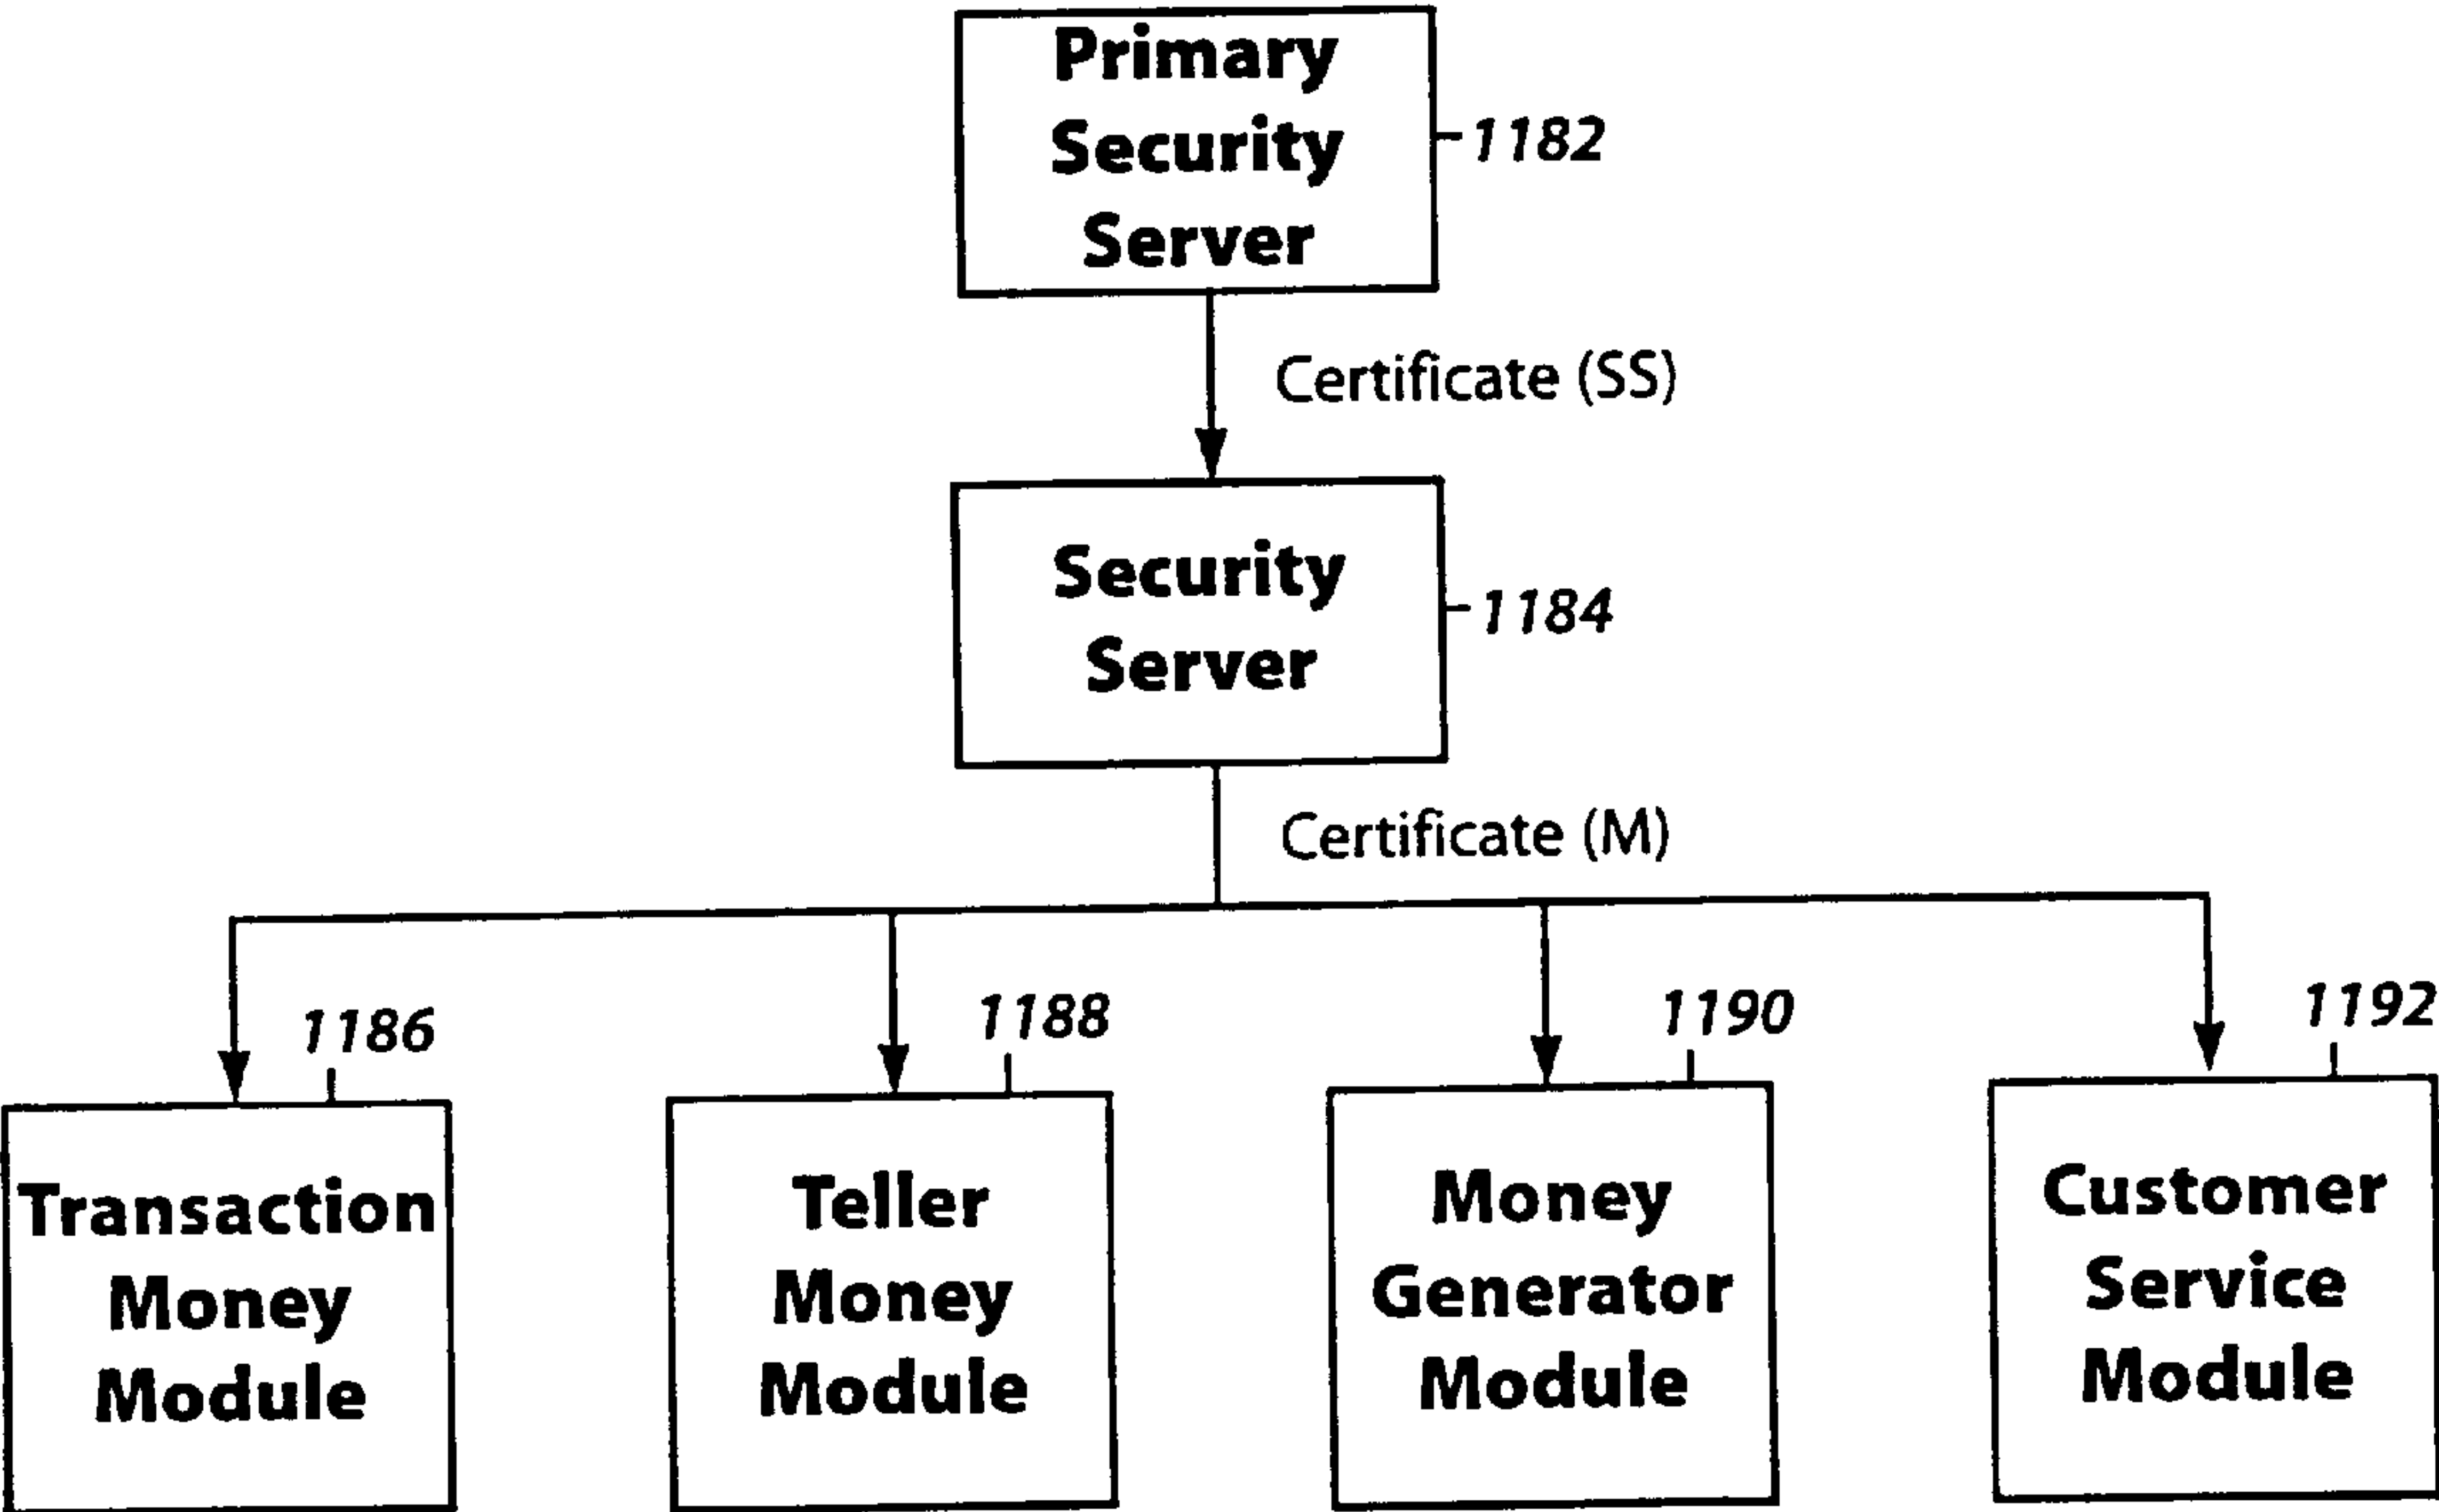 Primary
Security
Server
1182
Certificate (SS)
Security
Server
1184
Certificate (M)
1186
1188
1190
1192
Transaction
Money
Module
Teller
Money
Module
Money
Generator
Module
Customer
Service
Module